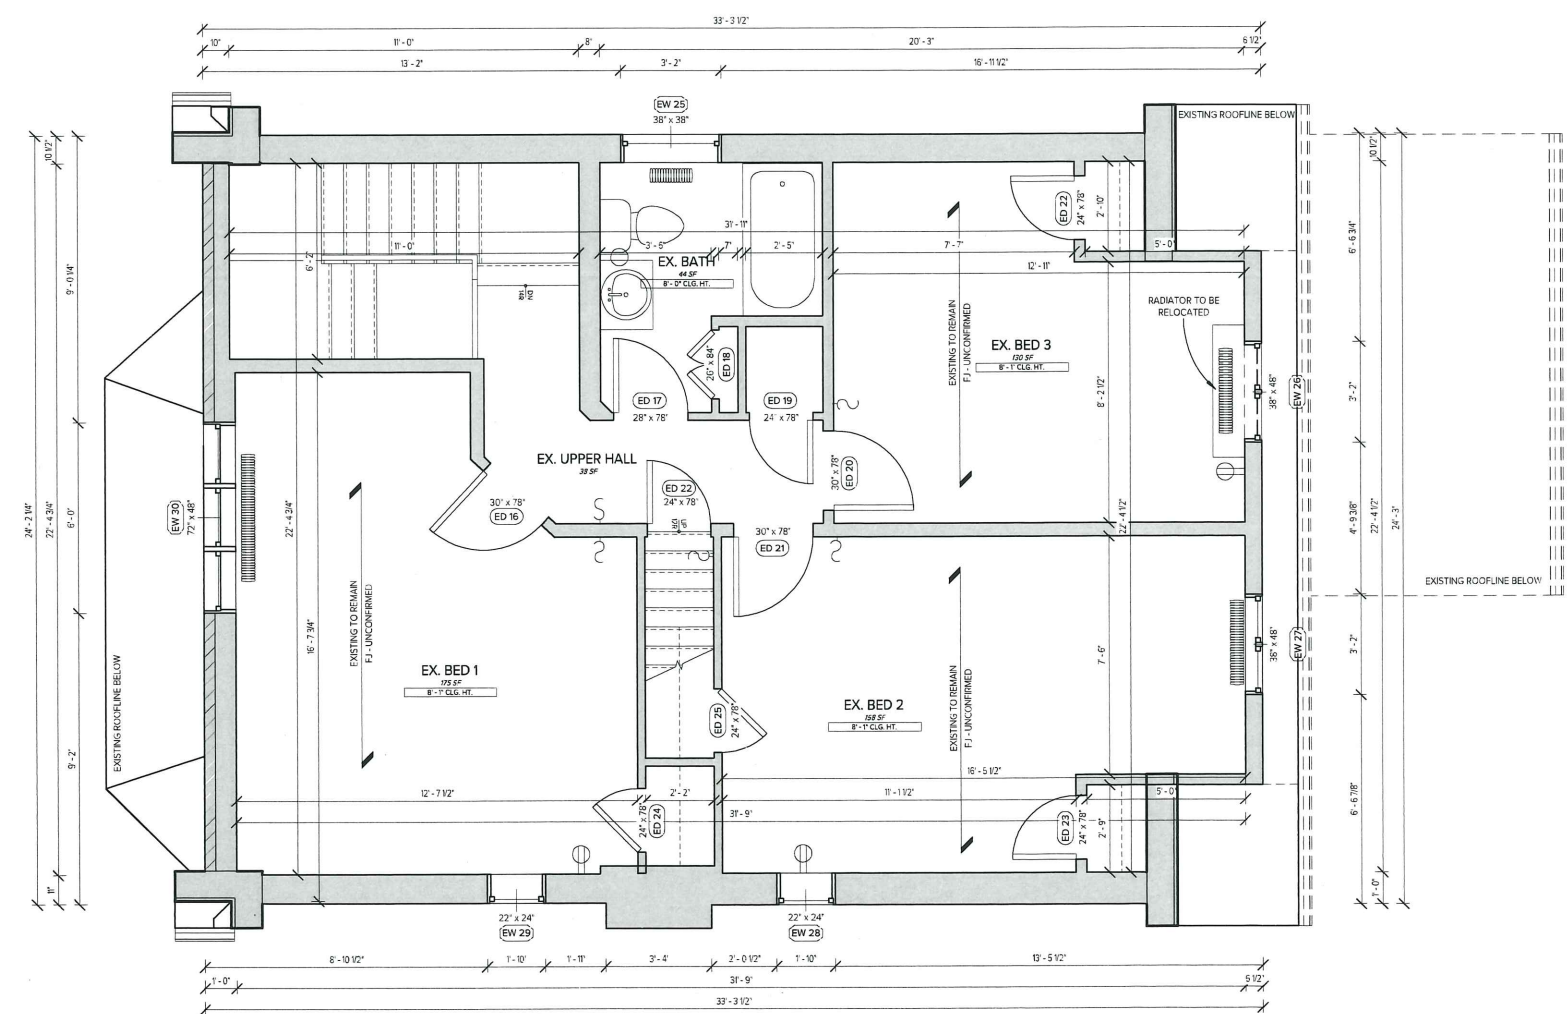 33' - 3 1/2"
10" 11' - 0" 8" 20' - 3" 6 1/2"
13' - 2" 3' - 2" 16' - 11 1/2"
EW 25
38" x 38"
EXISTING ROOFLINE BELOW
10 1/2"
9' - 0 1/4"
6' - 0"
9' - 2"
22' - 4 3/4"
11"
24' - 2 1/4"
10 1/2"
6' - 6 3/4"
3' - 2"
4' - 9 3/8"
3' - 2"
6' - 6 7/8"
22' - 4 1/2"
1' - 0"
24' - 3"
ED 22
24" x 78"
2' - 10"
31' - 11"
11' - 0"
3' - 5"
7"
2' - 5"
7' - 7"
5' - 0"
6' - 2"
12' - 11"
EX. BATH
44 SF
8' - 0" CLG. HT.
DN
14R
RADIATOR TO BE
RELOCATED
EXISTING TO REMAIN
FJ - UNCONFIRMED
EX. BED 3
130 SF
8' - 1" CLG. HT.
26" x 84"
ED 18
ED 17
28" x 78"
ED 19
24" x 78"
8' - 2 1/2"
38" x 48"
EW 26
EX. UPPER HALL
38 SF
30" x 78"
ED 20
ED 22
24" x 78"
30" x 78"
ED 16
UP
30" x 78"
ED 21
22' - 4 1/2"
EW 30
72" x 48"
22' - 4 3/4"
16' - 7 3/4"
EXISTING TO REMAIN
FJ - UNCONFIRMED
EXISTING ROOFLINE BELOW
EX. BED 1
175 SF
8' - 1" CLG. HT.
ED 25
24" x 78"
EX. BED 2
158 SF
8' - 1" CLG. HT.
EXISTING TO REMAIN
FJ - UNCONFIRMED
7' - 6"
36" x 48"
EW 27
EXISTING ROOFLINE BELOW
16' - 5 1/2"
12' - 7 1/2"
2' - 2"
11' - 1 1/2"
5' - 0"
31' - 9"
24" x 78"
ED 24
ED 23
24" x 78"
2' - 9"
22" x 24"
EW 29
22" x 24"
EW 28
8' - 10 1/2" 1' - 10" 1' - 11" 3' - 4" 2' - 0 1/2" 1' - 10" 13' - 5 1/2"
1' - 0" 31' - 9" 5 1/2"
33' - 3 1/2"